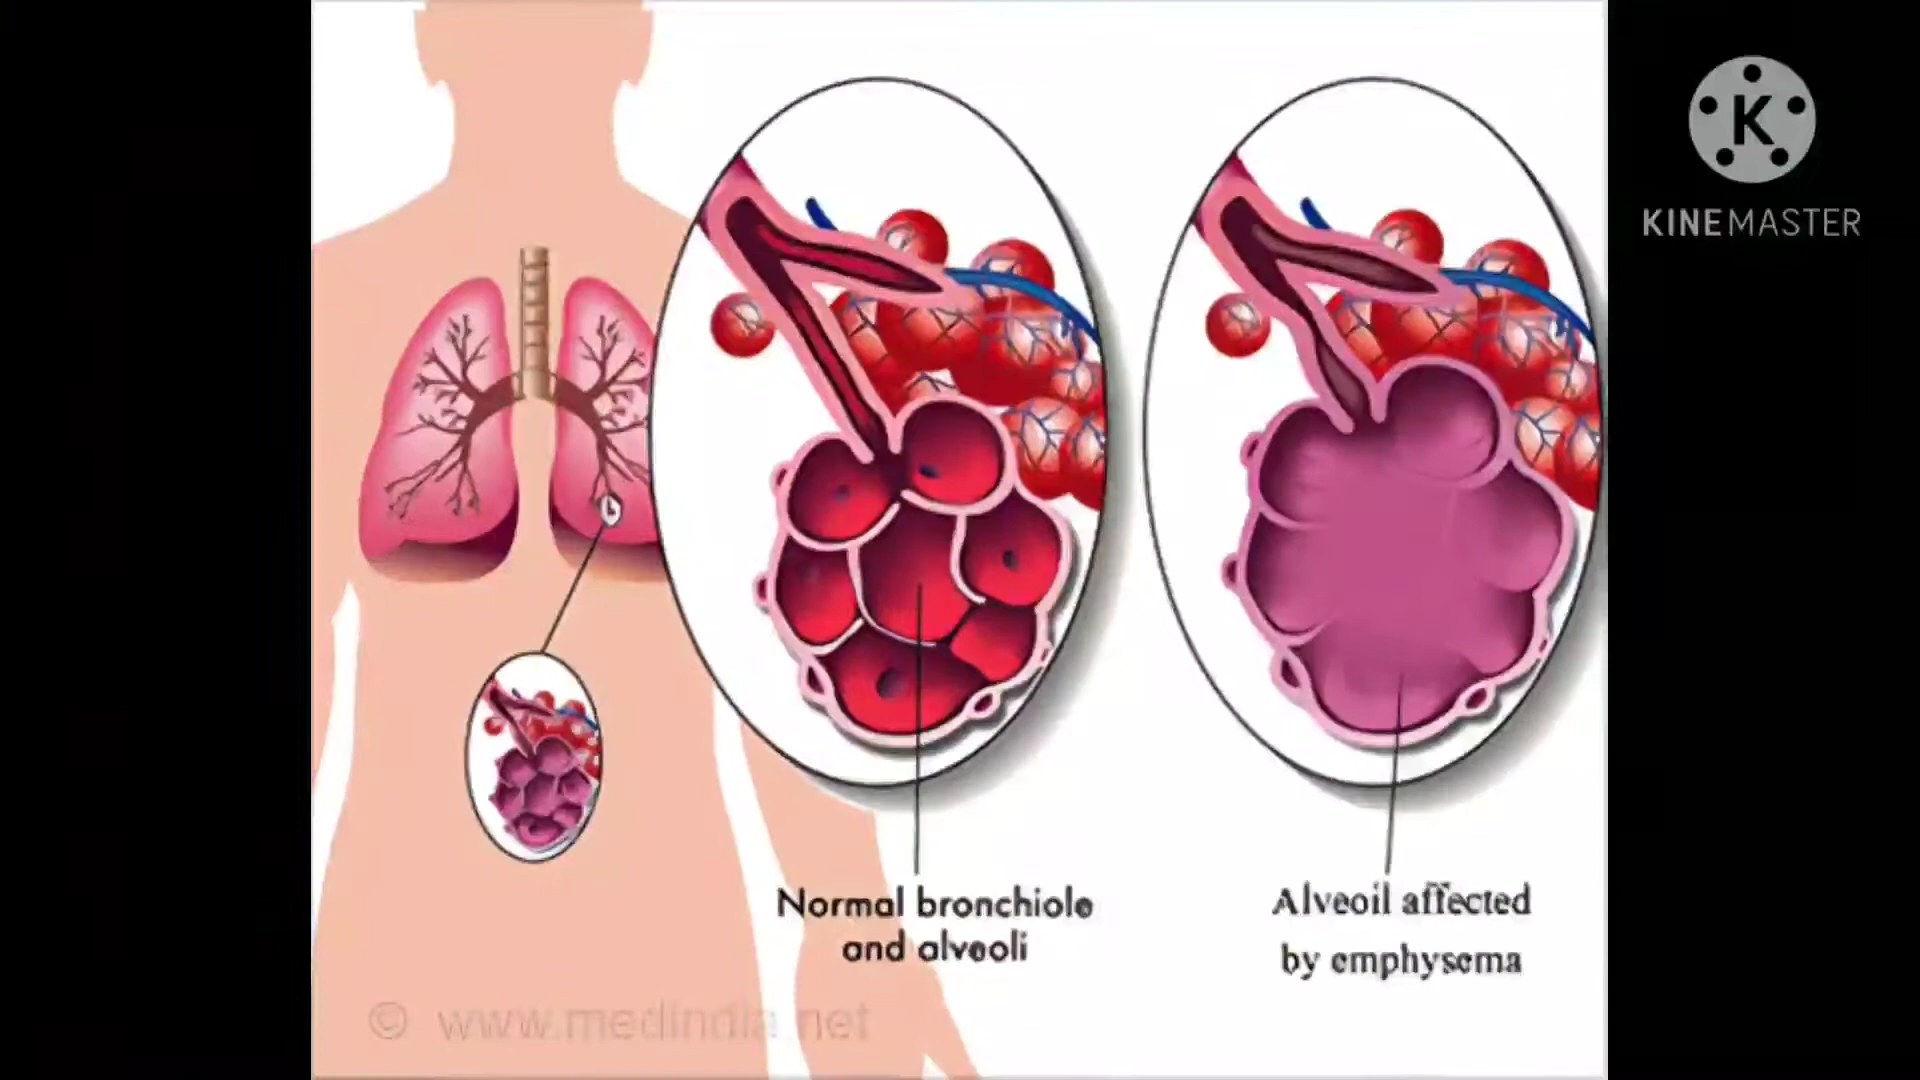 K
KINEMASTER
Normal bronchiole
and alveoli
Alveoil affected
by emphysema
© www.medindia.net